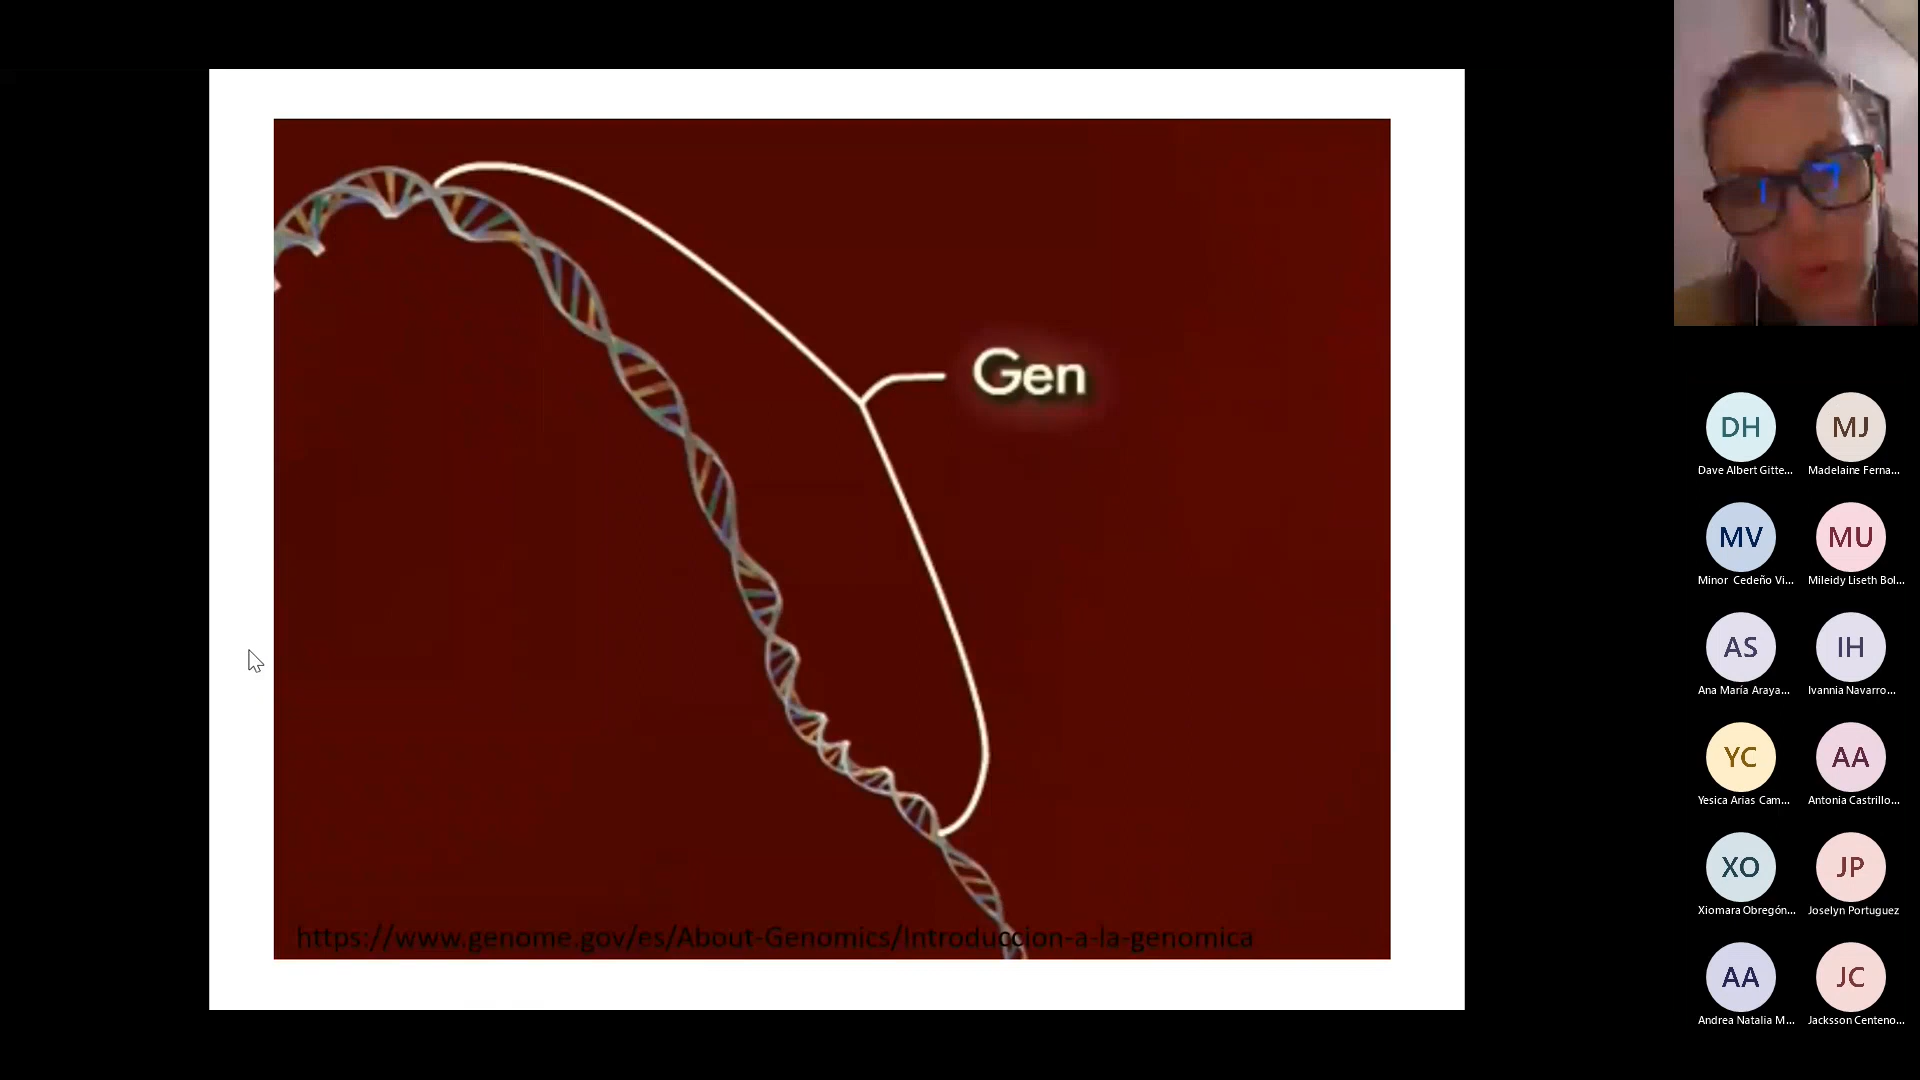 Gen
https://www.genome.gov/es/About-Genomics/Introduccion-a-la-genomica
DH
MJ
Dave Albert Gitte...
Madelaine Ferna...
MV
MU
Minor Cedeño Vi...
Mileidy Liseth Bol...
AS
IH
Ana María Araya...
Ivannia Navarro...
YC
AA
Yesica Arias Cam...
Antonia Castrillo...
XO
JP
Xiomara Obregón...
Joselyn Portuguez
AA
JC
Andrea Natalia M...
Jacksson Centeno...